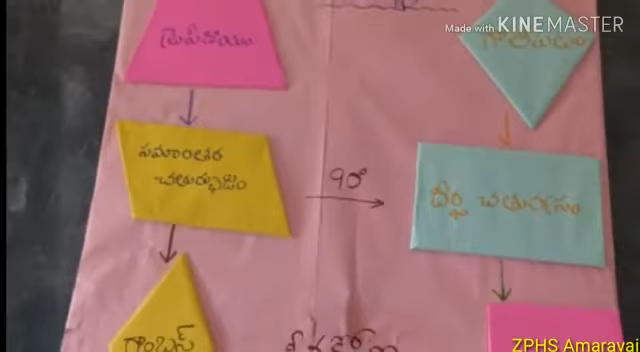 Made with KINEMASTER
ట్రెపీజియం
సమాంతర
చతుర్భుజం
90°
దీర్ఘ చతురస్రం
రాంబస్
ZPHS Amaravai